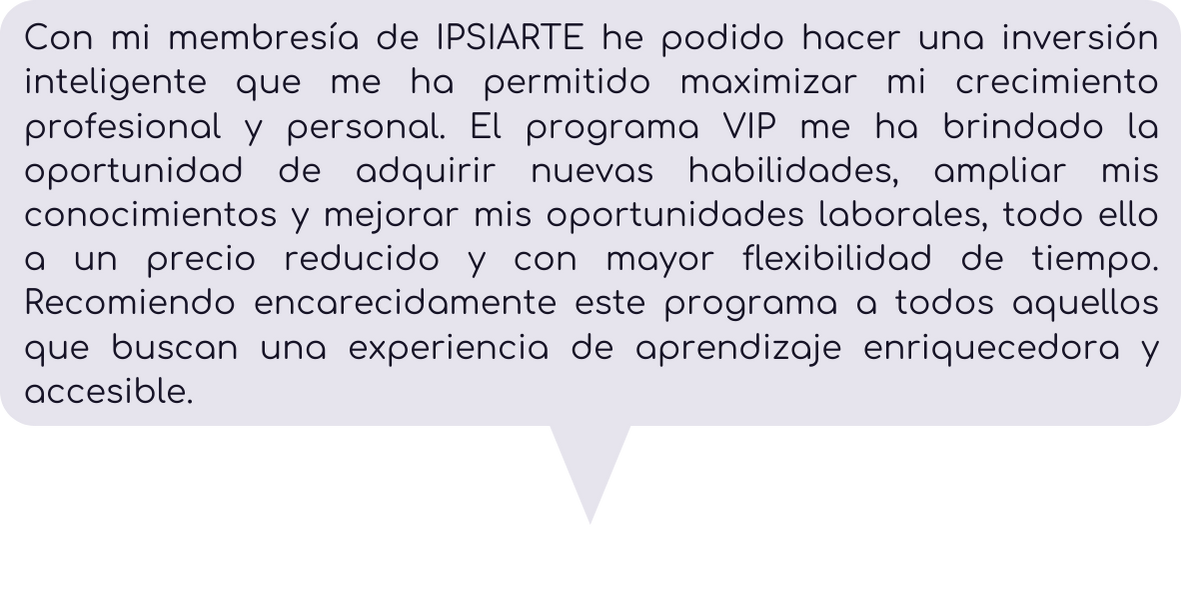 Con mi membresía de IPSIARTE he podido hacer una inversión
inteligente que me ha permitido maximizar mi crecimiento
profesional y personal. El programa VIP me ha brindado la
oportunidad de adquirir nuevas habilidades, ampliar mis
conocimientos y mejorar mis oportunidades laborales, todo ello
a un precio reducido y con mayor flexibilidad de tiempo.
Recomiendo encarecidamente este programa a todos aquellos
que buscan una experiencia de aprendizaje enriquecedora y
accesible.